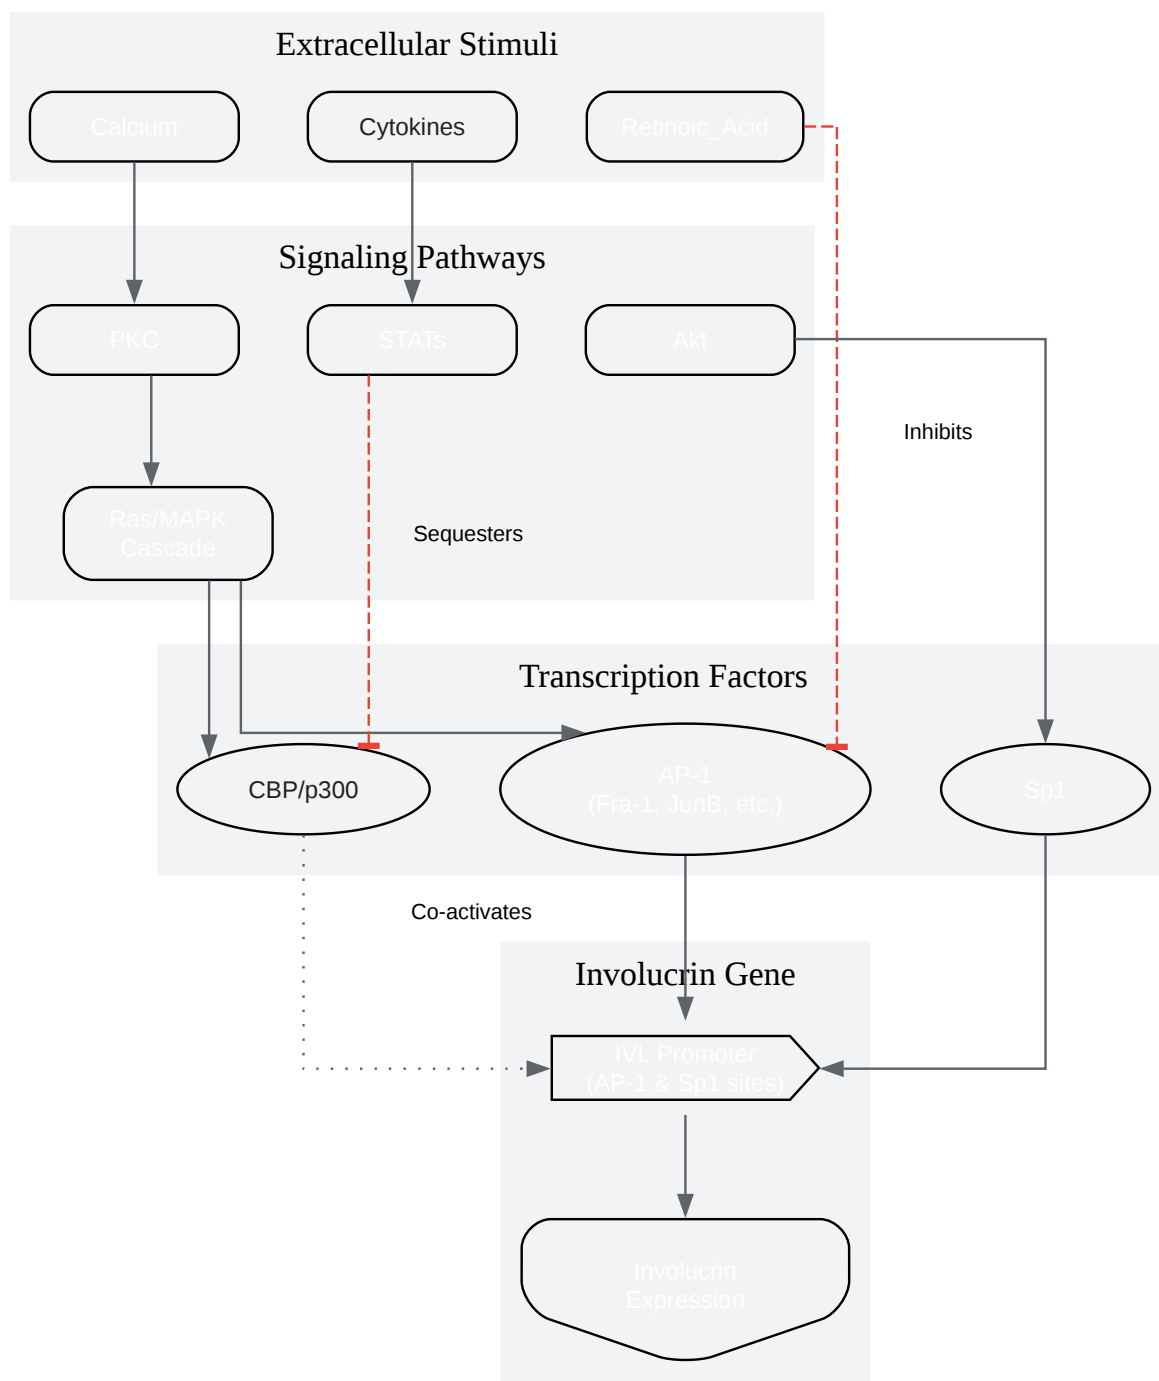 Extracellular Stimuli
Calcium
Cytokines
Retinoic_Acid
Signaling Pathways
PKC
STATs
Akt
Inhibits
Ras/MAPK
Cascade
Sequesters
Transcription Factors
CBP/p300
AP-1
(Fra-1, JunB, etc.)
Sp1
Co-activates
Involucrin Gene
IVL Promoter
(AP-1 & Sp1 sites)
Involucrin
Expression